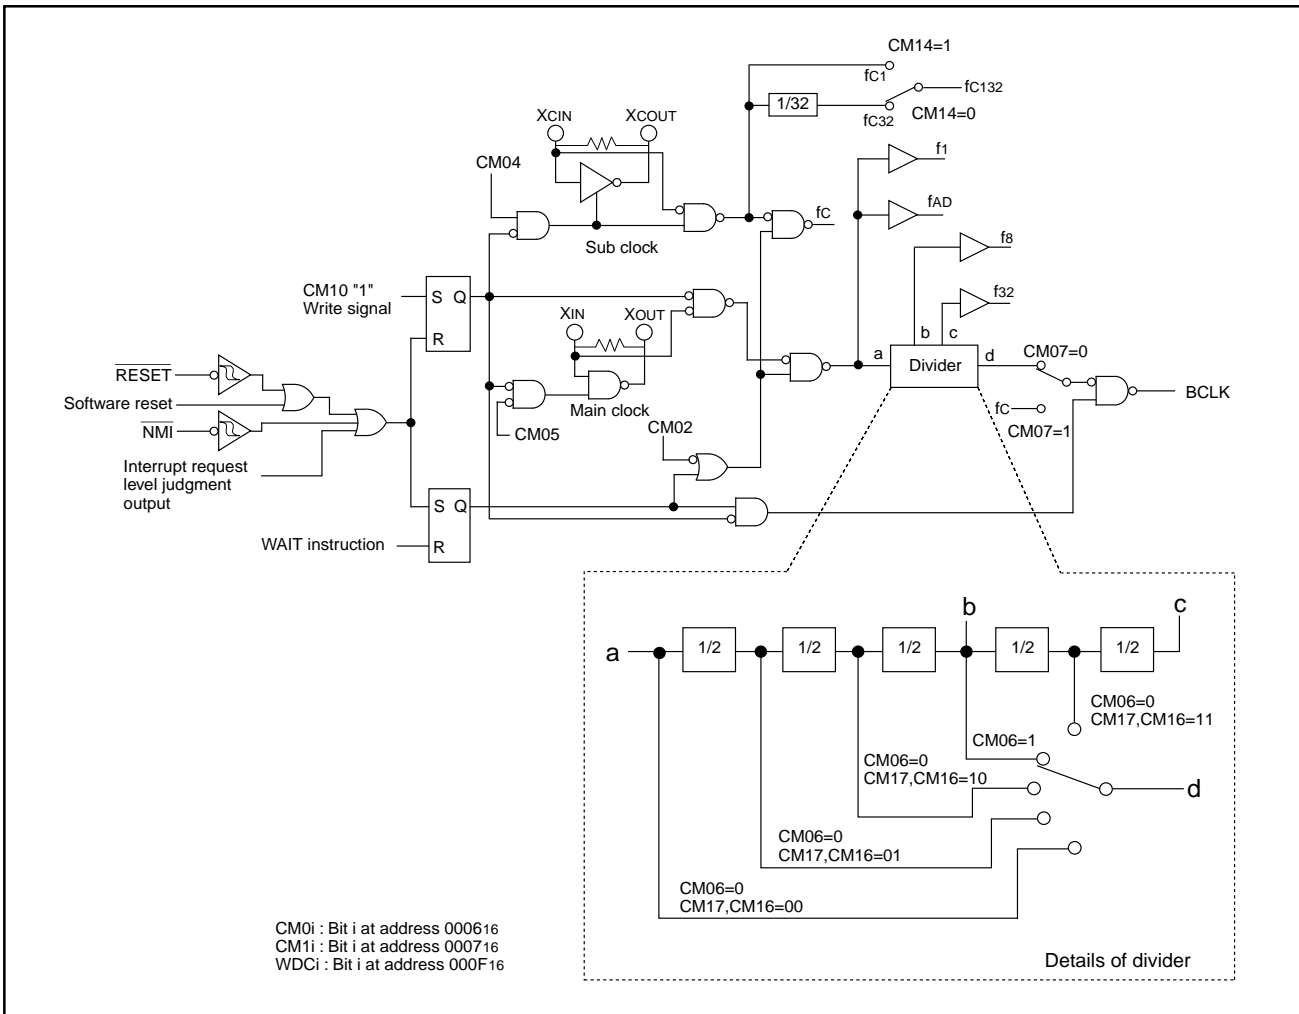 CM14=1
fC1
1/32
fC132
fC32
CM14=0
XCIN
XCOUT
CM04
f1
fAD
fC
Sub clock
f8
f32
CM10 "1"
Write signal
S Q
R
XIN
XOUT
b
c
a
Divider
d
CM07=0
RESET
Software reset
NMI
Main clock
CM05
CM02
fC
CM07=1
BCLK
Interrupt request
level judgment
output
S Q
R
WAIT instruction
b
c
a
1/2
1/2
1/2
1/2
1/2
CM06=0
CM17,CM16=11
CM06=1
CM06=0
CM17,CM16=10
d
CM06=0
CM17,CM16=01
CM06=0
CM17,CM16=00
CM0i : Bit i at address 000616
CM1i : Bit i at address 000716
WDCi : Bit i at address 000F16
Details of divider